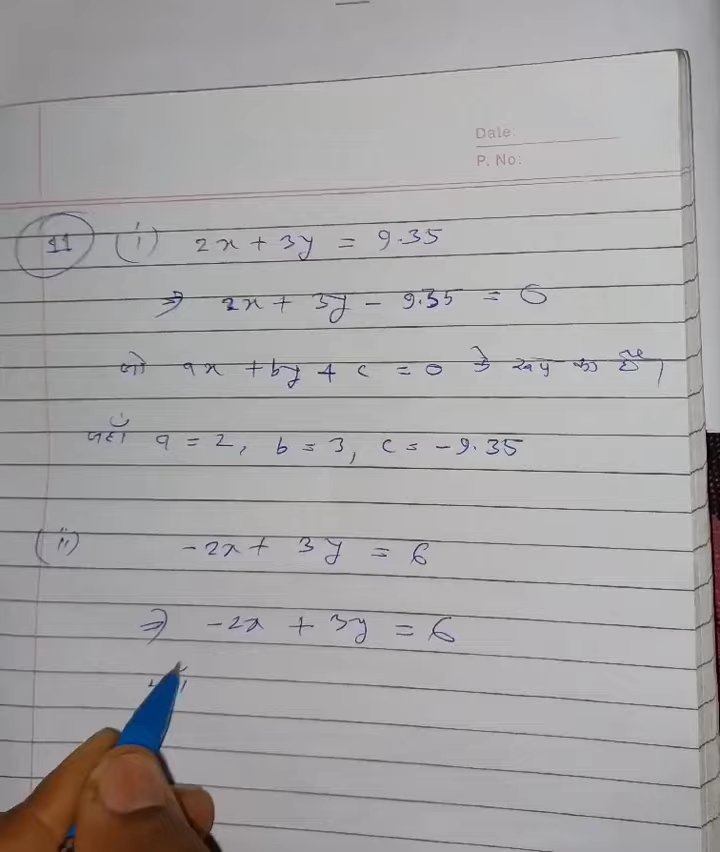 Date:
P. No:
11 (i) 2x + 3y = 9.35
⇒ 2x + 3y - 9.35 = 0
जो ax + by + c = 0 के रूप का है।
जहाँ a = 2, b = 3, c = -9.35
(ii) -2x + 3y = 6
⇒ -2x + 3y = 6